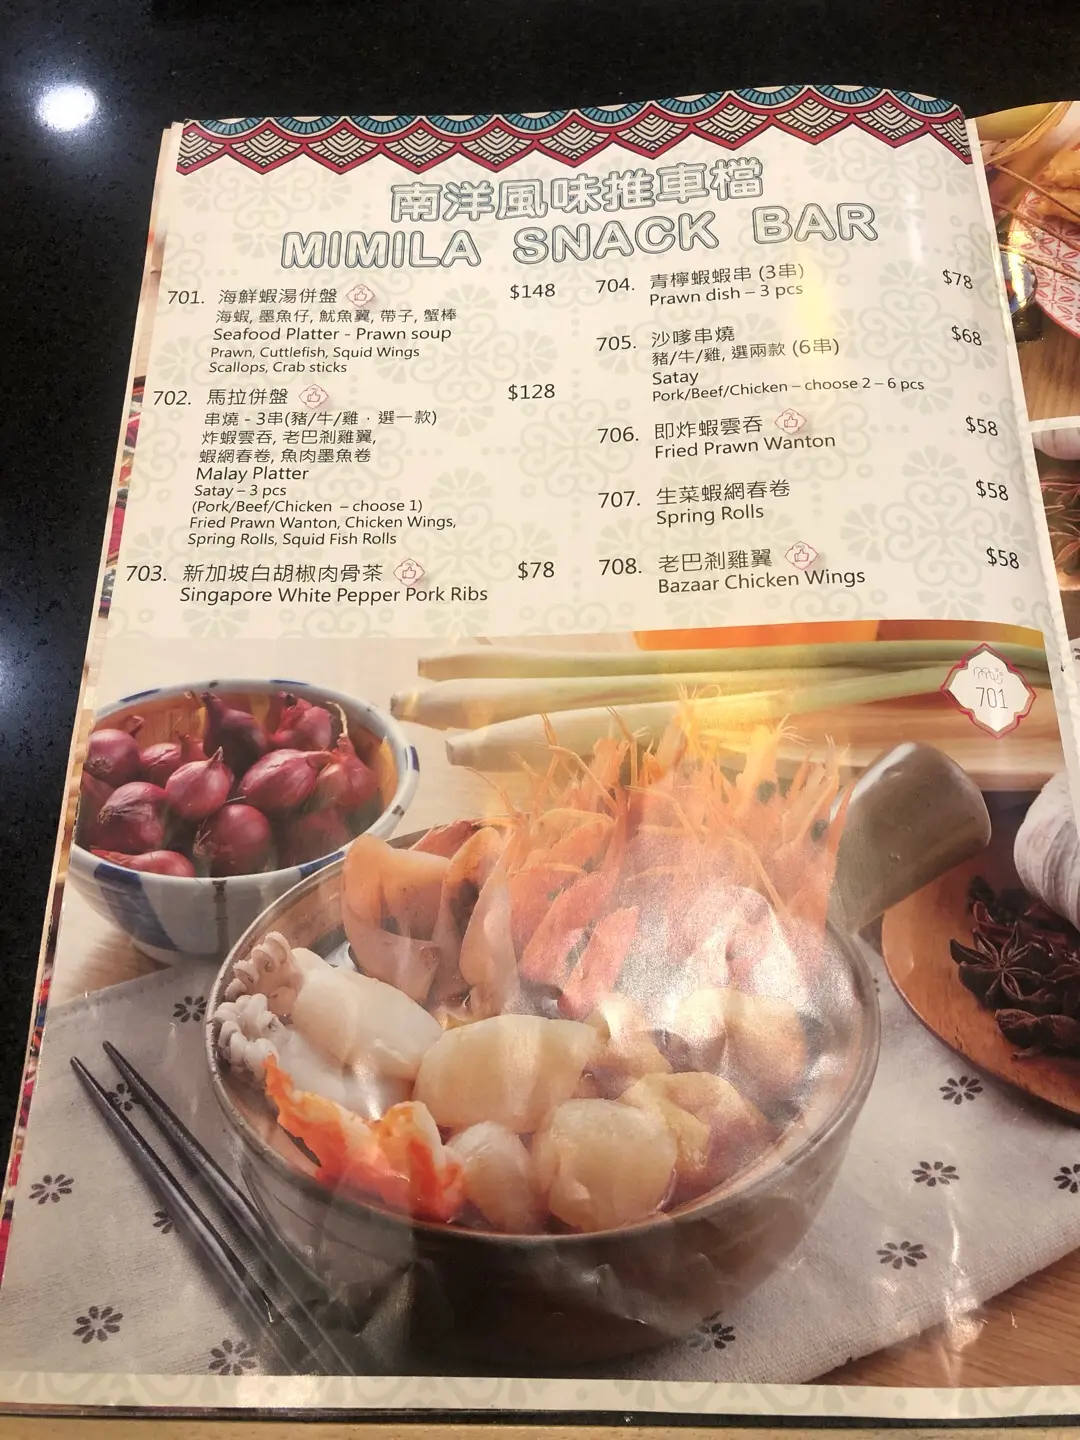 南洋風味推車檔
MIMILA SNACK BAR
701. 海鮮蝦湯併盤 $148
海蝦, 墨魚仔, 魷魚翼, 帶子, 蟹棒
Seafood Platter - Prawn soup
Prawn, Cuttlefish, Squid Wings
Scallops, Crab sticks
702. 馬拉併盤 $128
串燒 - 3串(豬/牛/雞 · 選一款)
炸蝦雲吞, 老巴剎雞翼,
蝦網春卷, 魚肉墨魚卷
Malay Platter
Satay – 3 pcs
(Pork/Beef/Chicken – choose 1)
Fried Prawn Wanton, Chicken Wings,
Spring Rolls, Squid Fish Rolls
703. 新加坡白胡椒肉骨茶 $78
Singapore White Pepper Pork Ribs
704. 青檸蝦蝦串 (3串) $78
Prawn dish – 3 pcs
705. 沙嗲串燒 $68
豬/牛/雞, 選兩款 (6串)
Satay
Pork/Beef/Chicken – choose 2 – 6 pcs
706. 即炸蝦雲吞 $58
Fried Prawn Wanton
707. 生菜蝦網春卷 $58
Spring Rolls
708. 老巴剎雞翼 $58
Bazaar Chicken Wings
701